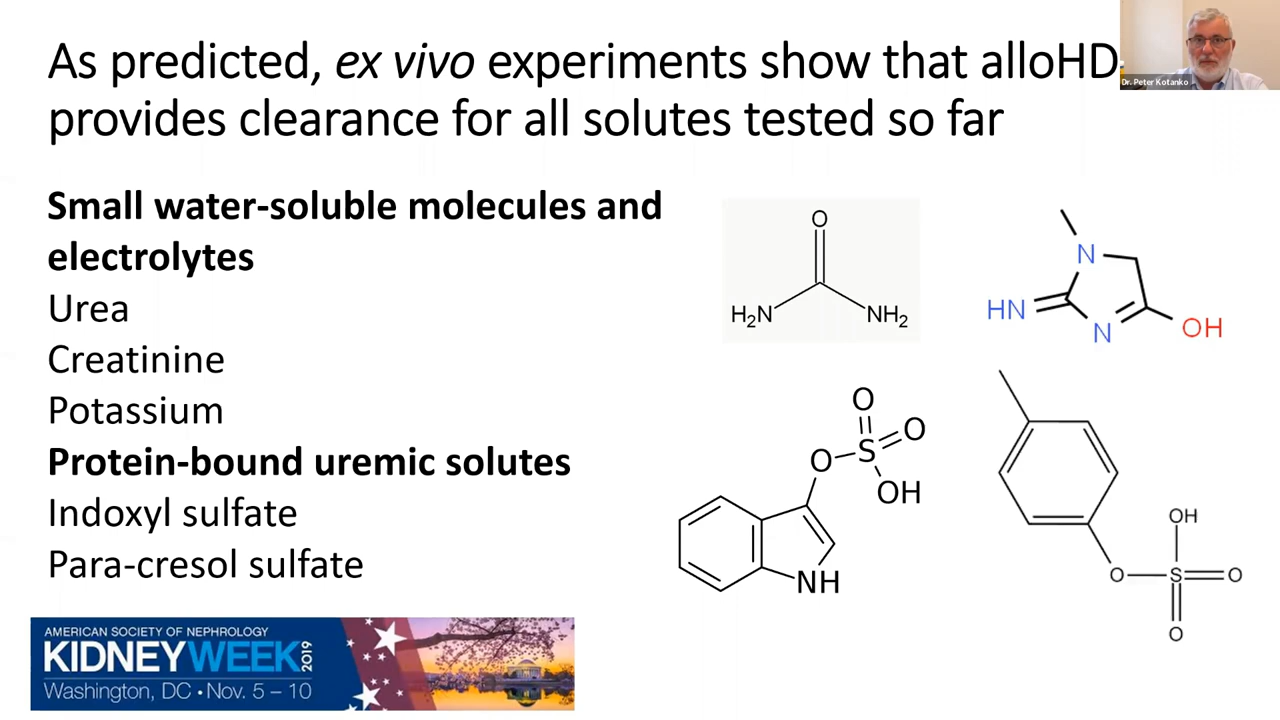 As predicted, ex vivo experiments show that alloHD
provides clearance for all solutes tested so far
Dr. Peter Kotanko
Small water-soluble molecules and
electrolytes
Urea
Creatinine
Potassium
Protein-bound uremic solutes
Indoxyl sulfate
Para-cresol sulfate
O
H₂N
NH₂
N
HN
N
OH
O
O
S
O
OH
NH
OH
O
S
O
O
AMERICAN SOCIETY OF NEPHROLOGY
KIDNEYWEEK 2019
Washington, DC • Nov. 5 – 10